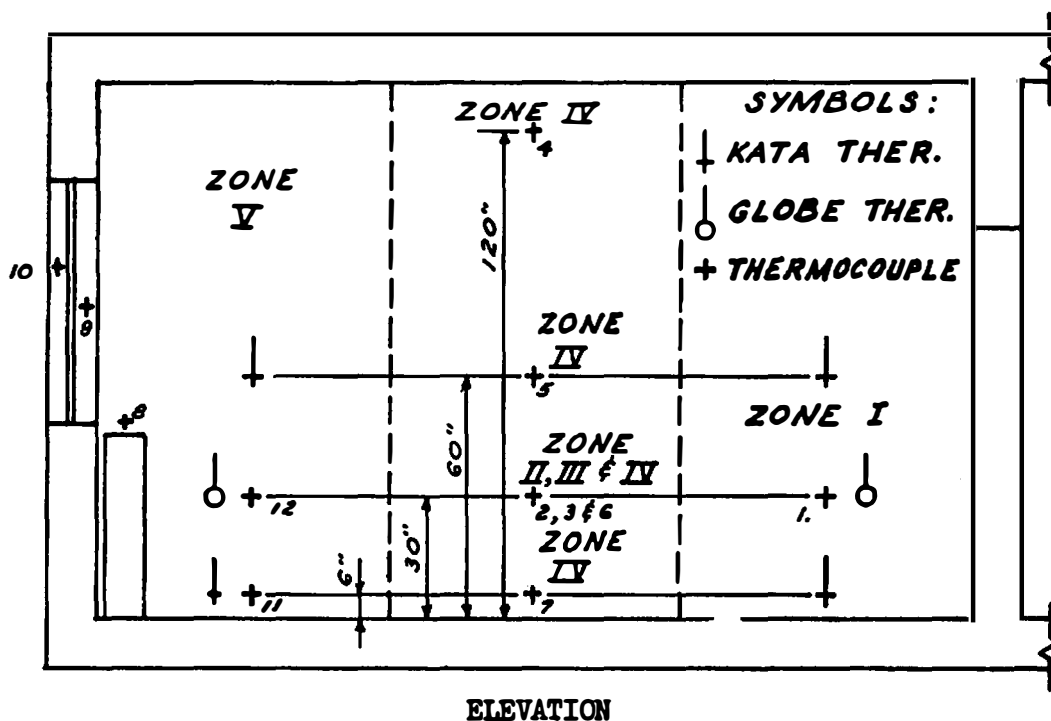 ZONE IV
4
SYMBOLS:
KATA THER.
GLOBE THER.
THERMOCOUPLE
ZONE
V
120"
10
9
ZONE
IV
5
8
60"
ZONE I
ZONE
II, III & IV
2, 3 & 6
12
1.
30"
ZONE
IV
7
6"
11
ELEVATION